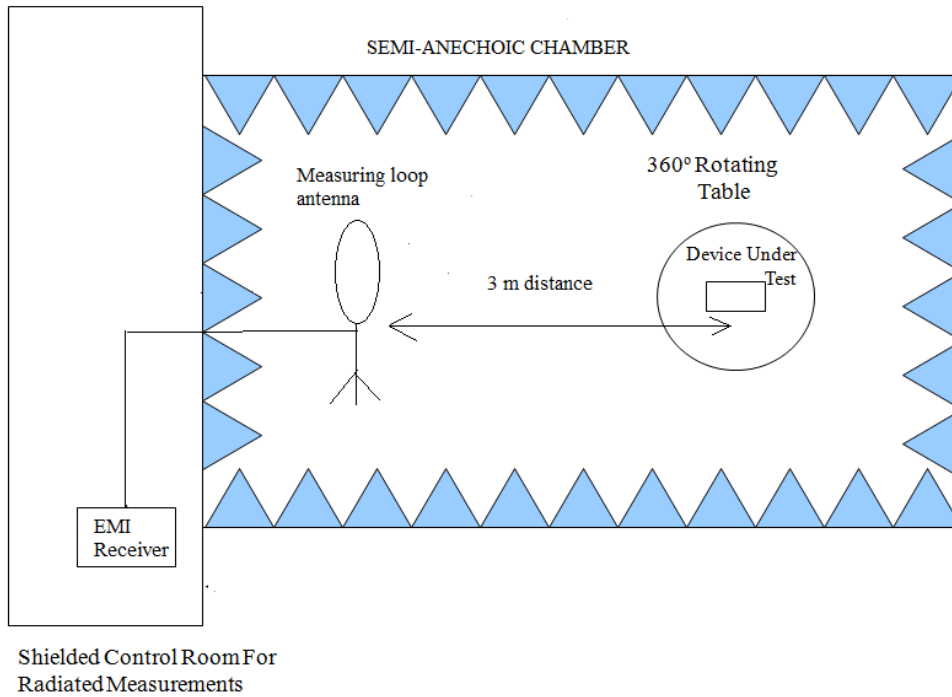 SEMI-ANECHOIC CHAMBER
Measuring loop
antenna
360º Rotating
Table
Device Under
Test
3 m distance
EMI
Receiver
Shielded Control Room For
Radiated Measurements